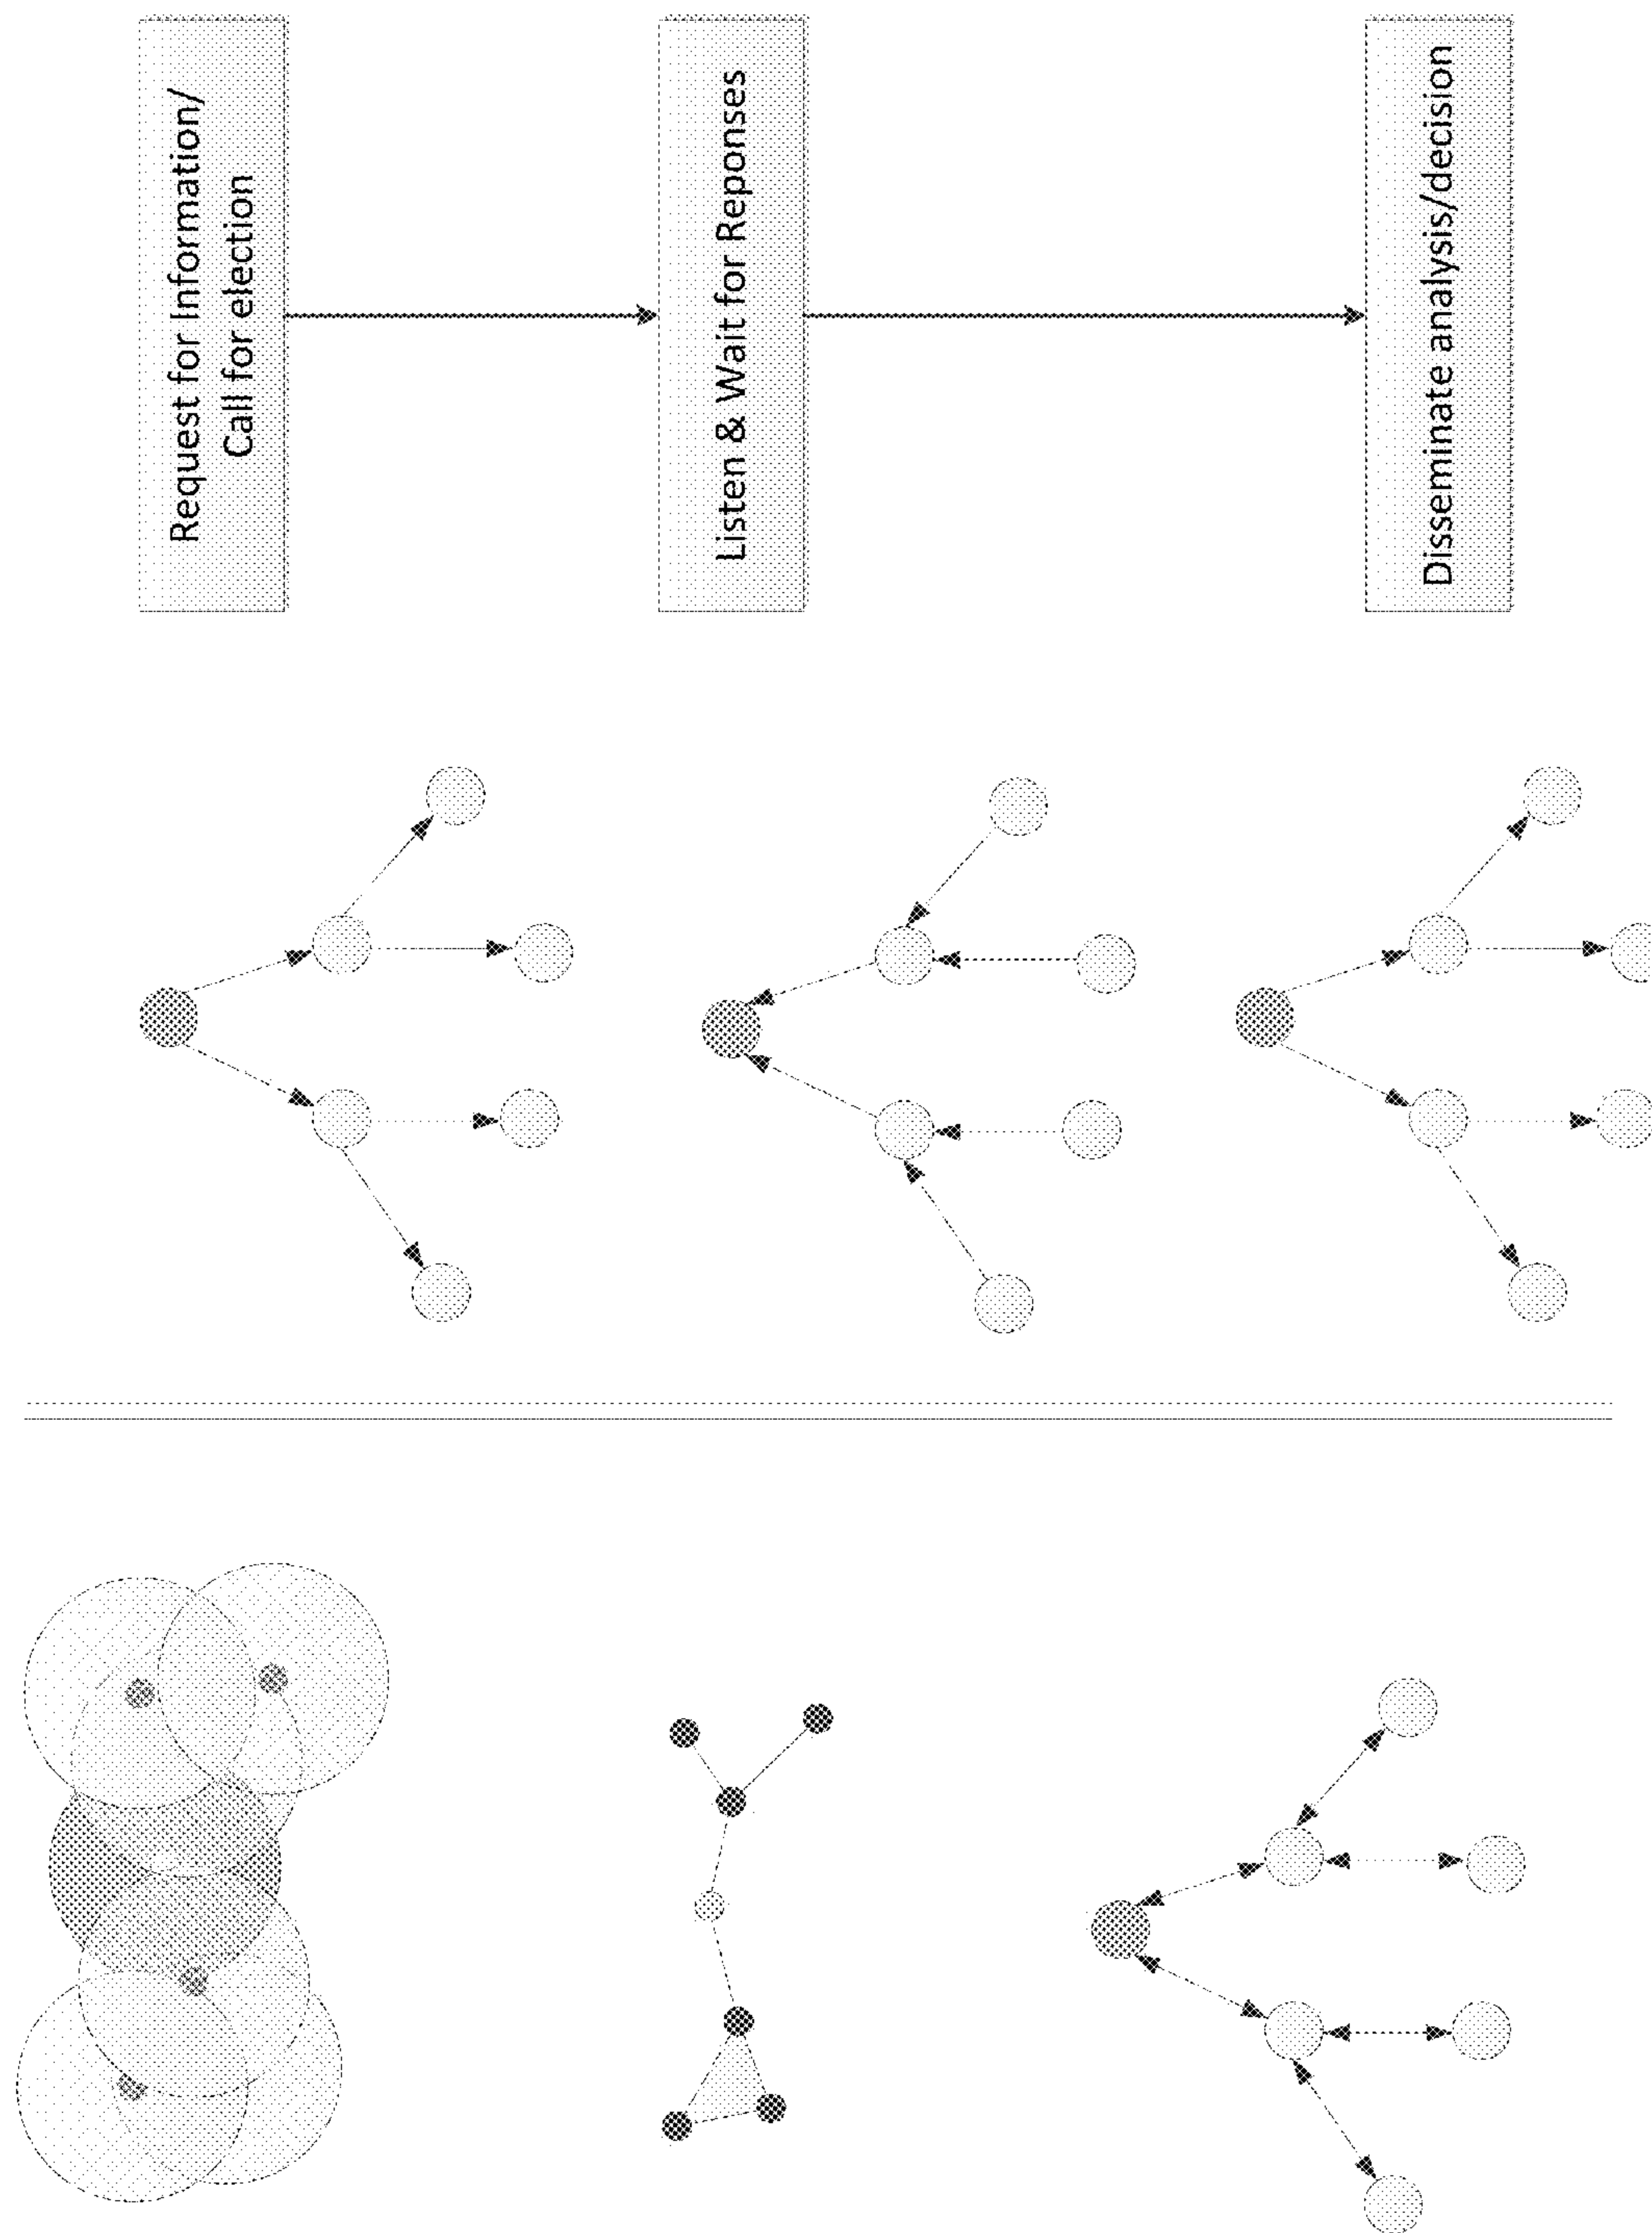 Request for Information/
Call for election
Listen & Wait for Reponses
Disseminate analysis/decision